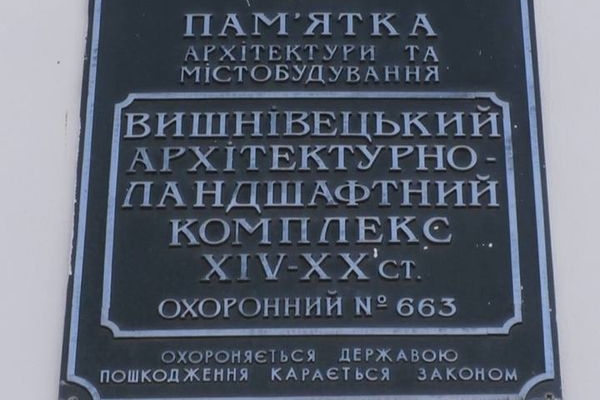 ПАМ'ЯТКА
АРХІТЕКТУРИ ТА
МІСТОБУДУВАННЯ
ВИШНІВЕЦЬКИЙ
АРХІТЕКТУРНО-
ЛАНДШАФТНИЙ
КОМПЛЕКС
XIV-XX СТ.
ОХОРОННИЙ № 663
ОХОРОНЯЄТЬСЯ ДЕРЖАВОЮ
ПОШКОДЖЕННЯ КАРАЄТЬСЯ ЗАКОНОМ